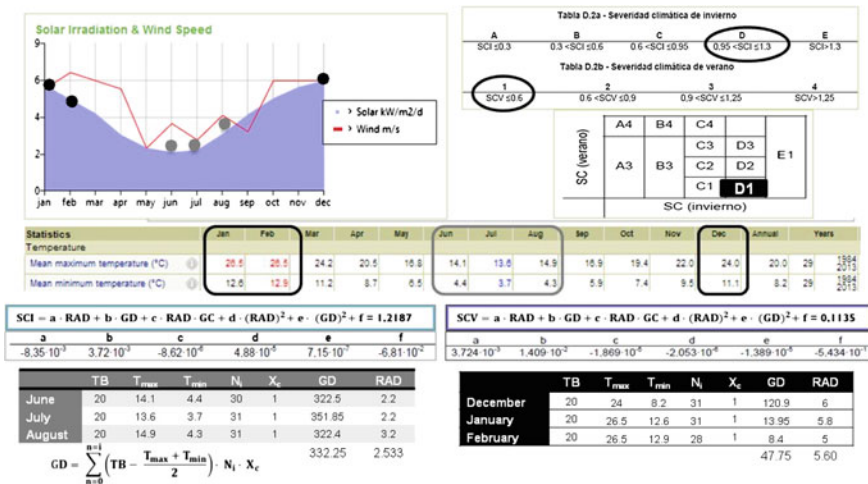 Solar Irradiation & Wind Speed
9
6
4
2
0
jan feb mar apr may jun jul aug sep oct nov dec
> Solar kW/m2/d
> Wind m/s
Tabla D.2a - Severidad climática de invierno
A B C D E
SCI ≤0.3 0.3 <SCI ≤0.6 0.6 <SCI ≤0.95 0.95 <SCI ≤1.3 SCI>1.3
Tabla D.2b - Severidad climática de verano
1 2 3 4
SCV ≤0.6 0.6 <SCV ≤0,9 0,9 <SCV ≤1,25 SCV>1,25
SC (verano)
A4 B4 C4
A3 B3 C3 D3 E1
C2 D2
C1 D1
SC (invierno)
Statistics Jan Feb Mar Apr May Jun Jul Aug Sep Oct Nov Dec Annual Years
Temperature
Mean maximum temperature (°C) 26.5 26.5 24.2 20.5 16.8 14.1 13.6 14.9 16.9 19.4 22.0 24.0 20.0 29 1984 2013
Mean minimum temperature (°C) 12.6 12.9 11.2 8.7 6.5 4.4 3.7 4.3 5.9 7.4 9.5 11.1 8.2 29 1984 2013
SCI = a · RAD + b · GD + c · RAD · GC + d · (RAD)² + e · (GD)² + f = 1.2187
a b c d e f
-8.35·10⁻³ 3.72·10⁻³ -8.62·10⁻⁶ 4.88·10⁻⁵ 7.15·10⁻⁷ -6.81·10⁻²
SCV = a · RAD + b · GD + c · RAD · GC + d · (RAD)² + e · (GD)² + f = 0.1135
a b c d e f
3.724·10⁻³ 1.409·10⁻² -1.869·10⁻⁵ -2.053·10⁻⁶ -1.389·10⁻⁵ -5.434·10⁻¹
TB Tmax Tmin Ni Xc GD RAD
June 20 14.1 4.4 30 1 322.5 2.2
July 20 13.6 3.7 31 1 351.85 2.2
August 20 14.9 4.3 31 1 322.4 3.2
332.25 2.533
GD = ∑ n=i n=0 (TB − (Tmax + Tmin)/2) · Ni · Xc
TB Tmax Tmin Ni Xc GD RAD
December 20 24 8.2 31 1 120.9 6
January 20 26.5 12.6 31 1 13.95 5.8
February 20 26.5 12.9 28 1 8.4 5
47.75 5.60